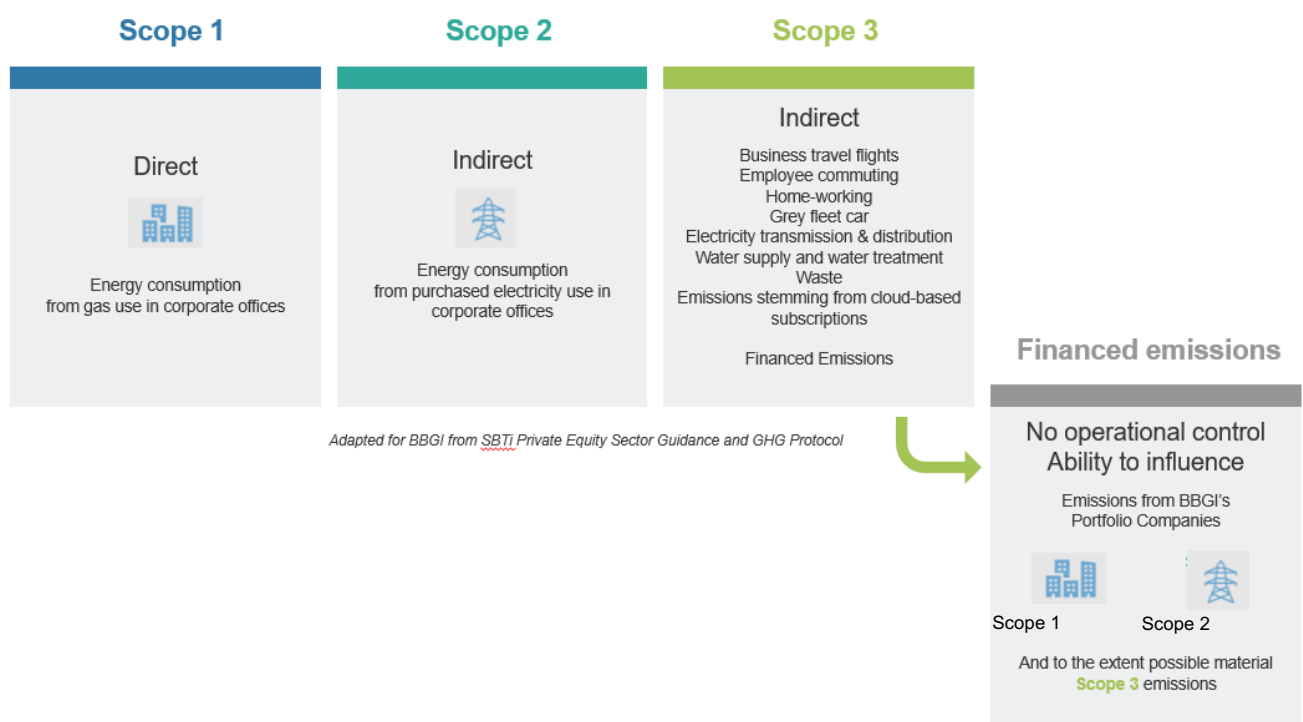 Scope 1
Direct
Energy consumption
from gas use in corporate offices
Scope 2
Indirect
Energy consumption
from purchased electricity use in
corporate offices
Scope 3
Indirect
Business travel flights
Employee commuting
Home-working
Grey fleet car
Electricity transmission & distribution
Water supply and water treatment
Waste
Emissions stemming from cloud-based
subscriptions
Financed Emissions
Adapted for BBGI from SBTi Private Equity Sector Guidance and GHG Protocol
Financed emissions
No operational control
Ability to influence
Emissions from BBGI's
Portfolio Companies
Scope 1
Scope 2
And to the extent possible material
Scope 3 emissions